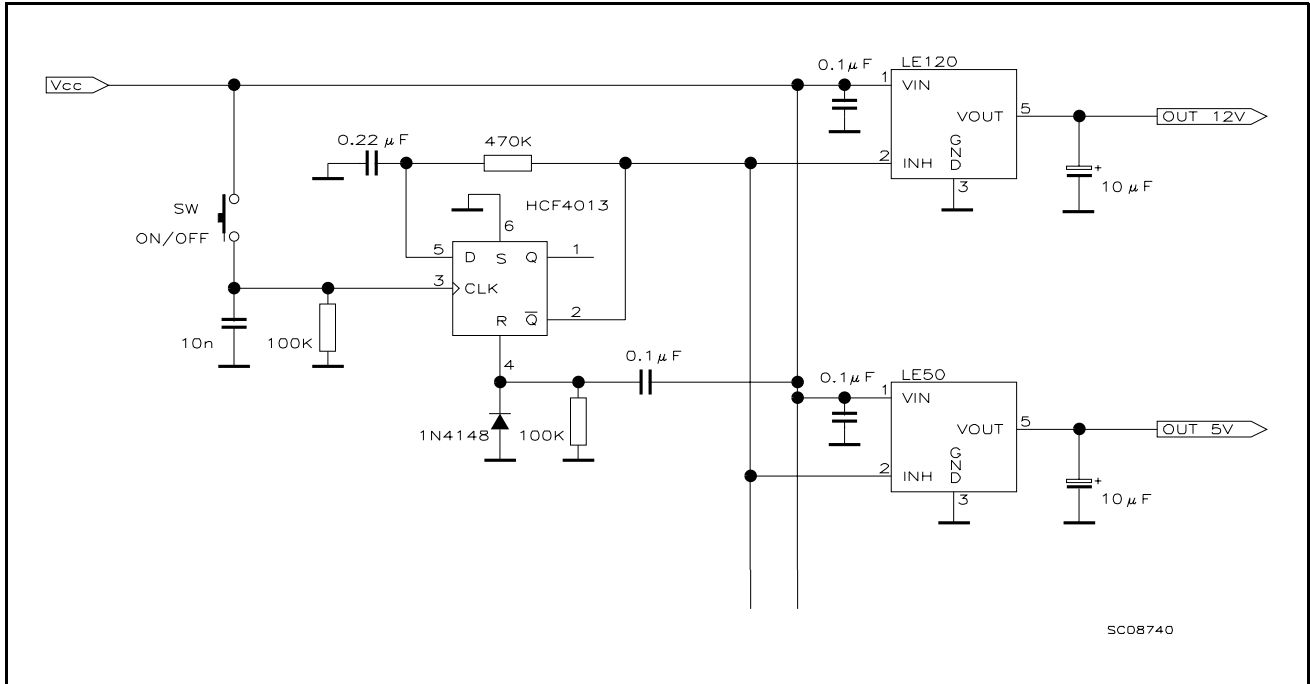 0.1μF
LE120
Vcc
1
VIN
VOUT
5
OUT 12V
0.22μF
470K
2
INH
GND
3
+
10μF
HCF4013
SW
ON/OFF
6
5
D
S
Q
1
3
CLK
R
Q̅
2
10n
100K
4
0.1μF
0.1μF
LE50
1
VIN
1N4148
100K
VOUT
5
OUT 5V
2
INH
GND
3
+
10μF
SC08740